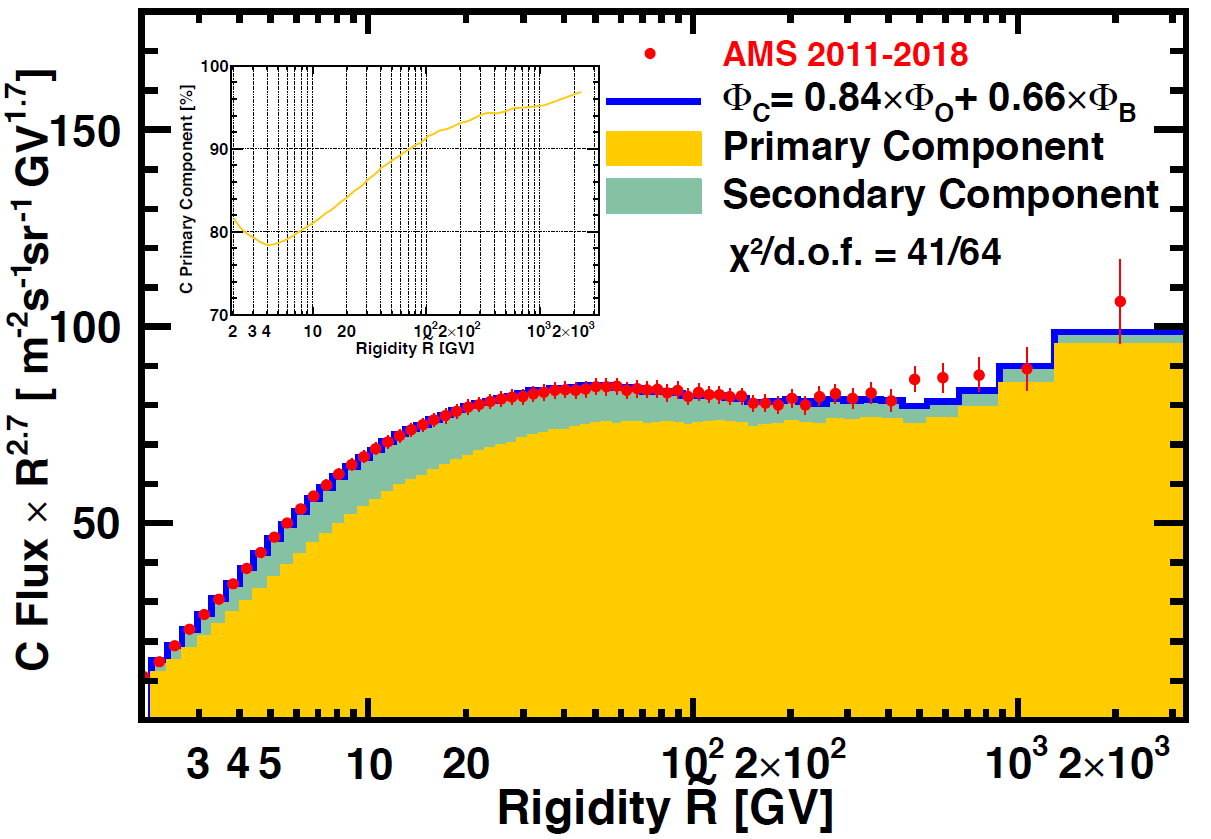 C Flux × R^2.7 [ m^-2s^-1sr^-1 GV^1.7 ]
150
100
50
C Primary Component [%]
100
90
80
70
2 3 4 10 20 10^2 2×10^2 10^3 2×10^3
Rigidity R̃ [GV]
AMS 2011-2018
Φ_C= 0.84×Φ_O+ 0.66×Φ_B
Primary Component
Secondary Component
χ²/d.o.f. = 41/64
3 4 5 10 20 10^2 2×10^2 10^3 2×10^3
Rigidity R̃ [GV]